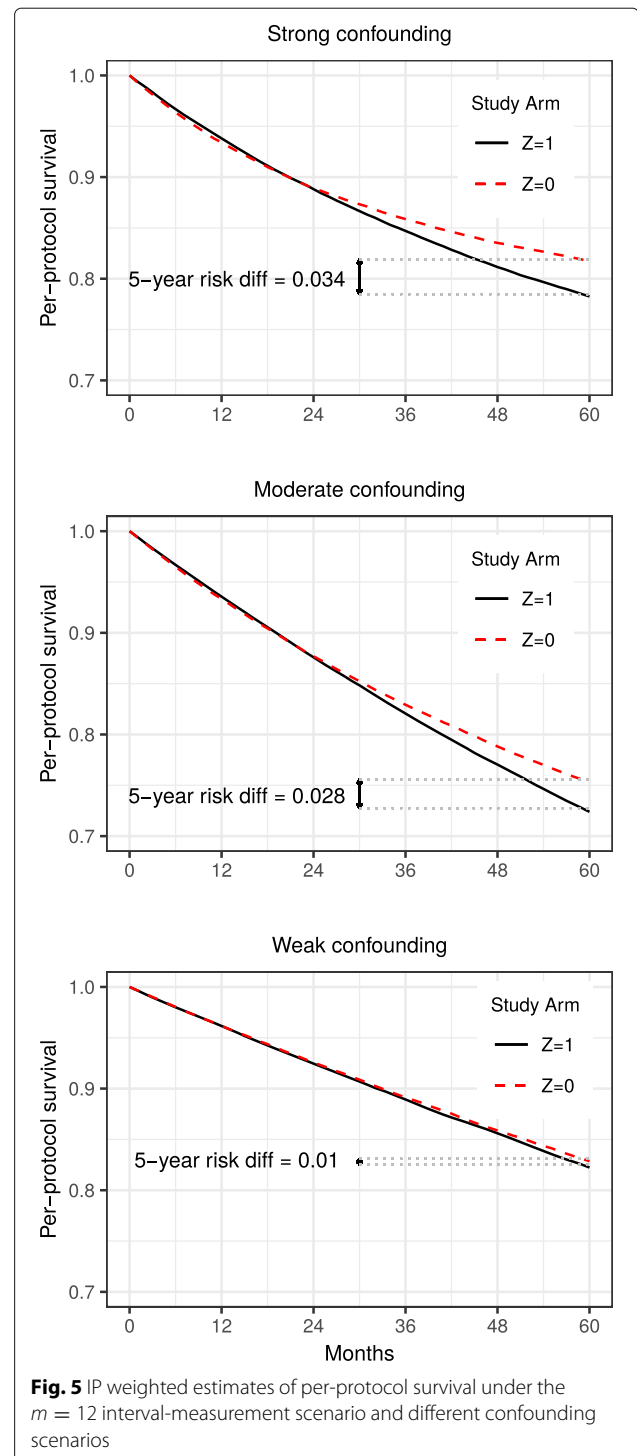 Strong confounding
Per−protocol survival
1.0
0.9
0.8
0.7
Study Arm
Z=1
Z=0
5−year risk diff = 0.034
0 12 24 36 48 60
Moderate confounding
Per−protocol survival
1.0
0.9
0.8
0.7
Study Arm
Z=1
Z=0
5−year risk diff = 0.028
0 12 24 36 48 60
Weak confounding
Per−protocol survival
1.0
0.9
0.8
0.7
Study Arm
Z=1
Z=0
5−year risk diff = 0.01
0 12 24 36 48 60
Months
Fig. 5 IP weighted estimates of per-protocol survival under the
m = 12 interval-measurement scenario and different confounding
scenarios